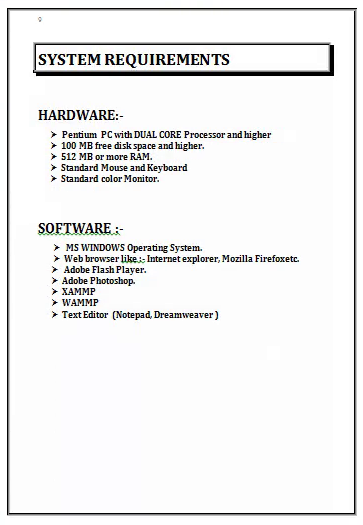 SYSTEM REQUIREMENTS
HARDWARE:-
➤ Pentium PC with DUAL CORE Processor and higher
➤ 100 MB free disk space and higher.
➤ 512 MB or more RAM.
➤ Standard Mouse and Keyboard
➤ Standard color Monitor.
SOFTWARE :-
➤ MS WINDOWS Operating System.
➤ Web browser like :- Internet explorer, Mozilla Firefoxetc.
➤ Adobe Flash Player.
➤ Adobe Photoshop.
➤ XAMMP
➤ WAMMP
➤ Text Editor (Notepad, Dreamweaver )